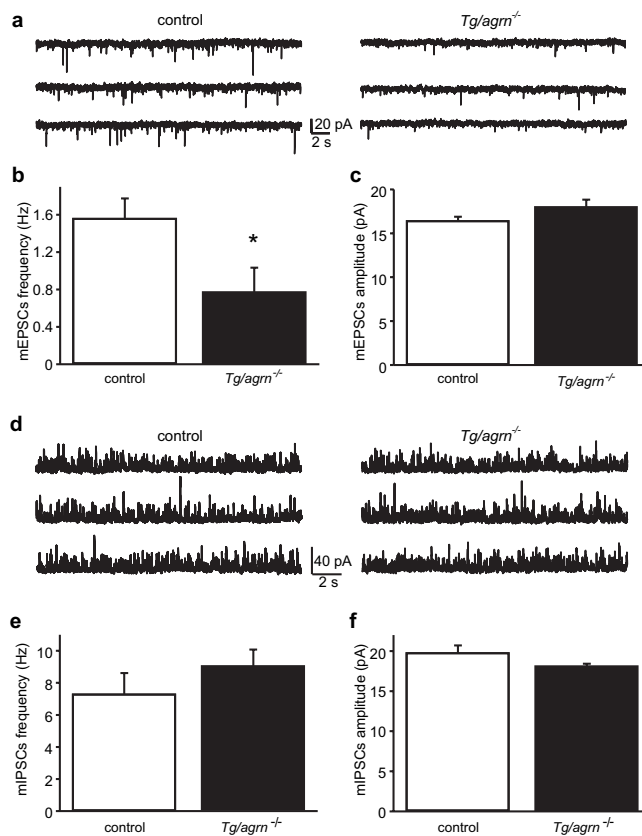 a
control
Tg/agrn-/-
20 pA
2 s
b
mEPSCs frequency (Hz)
1.6
1.2
0.8
0.4
0
*
control
Tg/agrn-/-
c
mEPSCs amplitude (pA)
20
15
10
5
0
control
Tg/agrn-/-
d
control
Tg/agrn-/-
40 pA
2 s
e
mIPSCs frequency (Hz)
10
8
6
4
2
0
control
Tg/agrn -/-
f
mIPSCs amplitude (pA)
20
15
10
5
0
control
Tg/agrn -/-